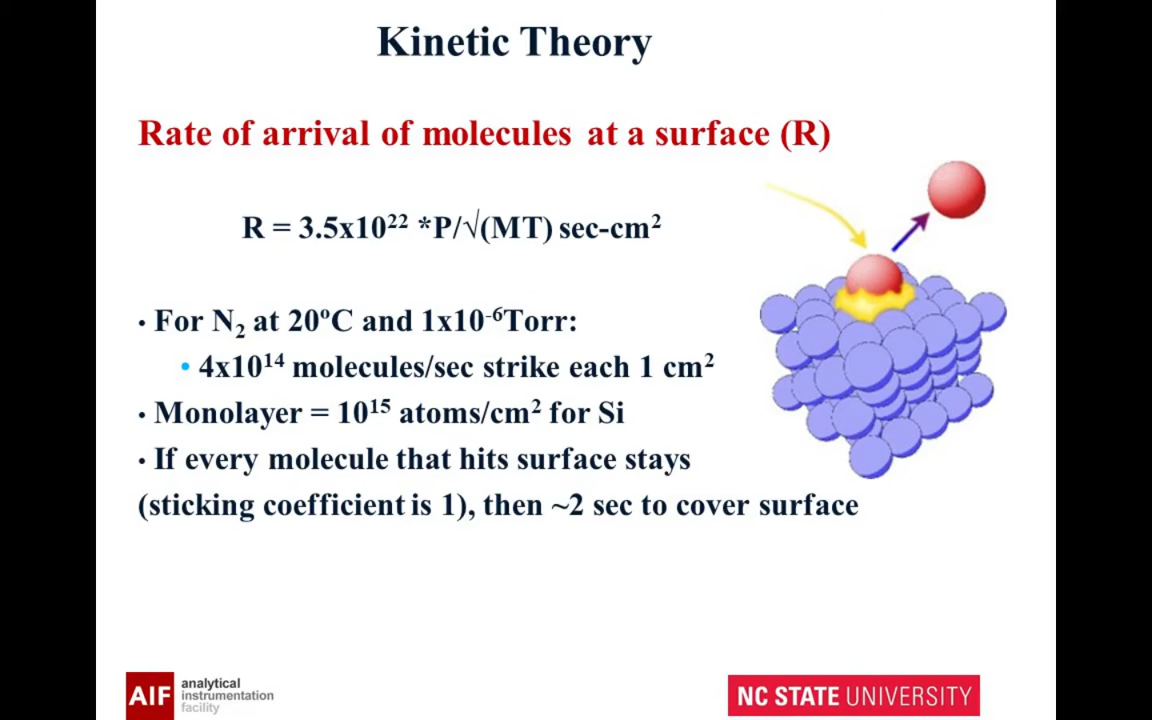 Kinetic Theory
Rate of arrival of molecules at a surface (R)
R = 3.5x10²² *P/√(MT) sec-cm²
· For N₂ at 20ºC and 1x10⁻⁶Torr:
• 4x10¹⁴ molecules/sec strike each 1 cm²
· Monolayer = 10¹⁵ atoms/cm² for Si
· If every molecule that hits surface stays
(sticking coefficient is 1), then ~2 sec to cover surface
AIF analytical
instrumentation
facility
NC STATE UNIVERSITY